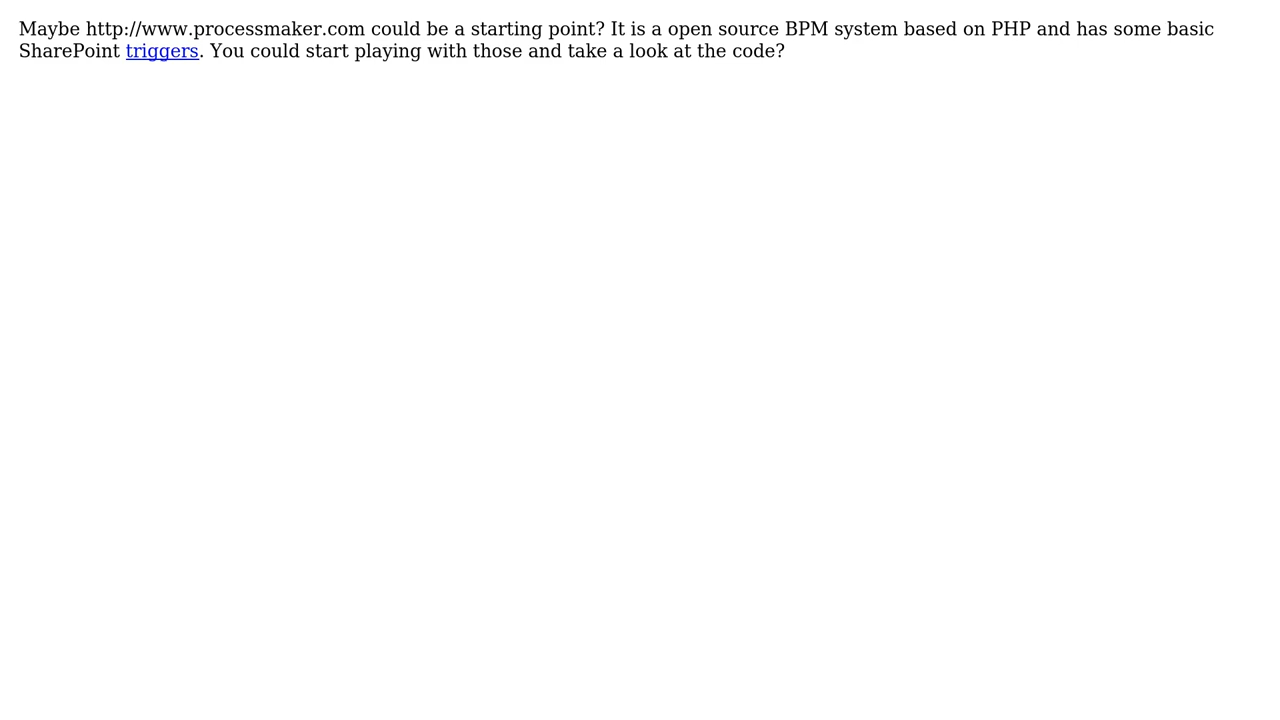 Maybe http://www.processmaker.com could be a starting point? It is a open source BPM system based on PHP and has some basic
SharePoint triggers. You could start playing with those and take a look at the code?